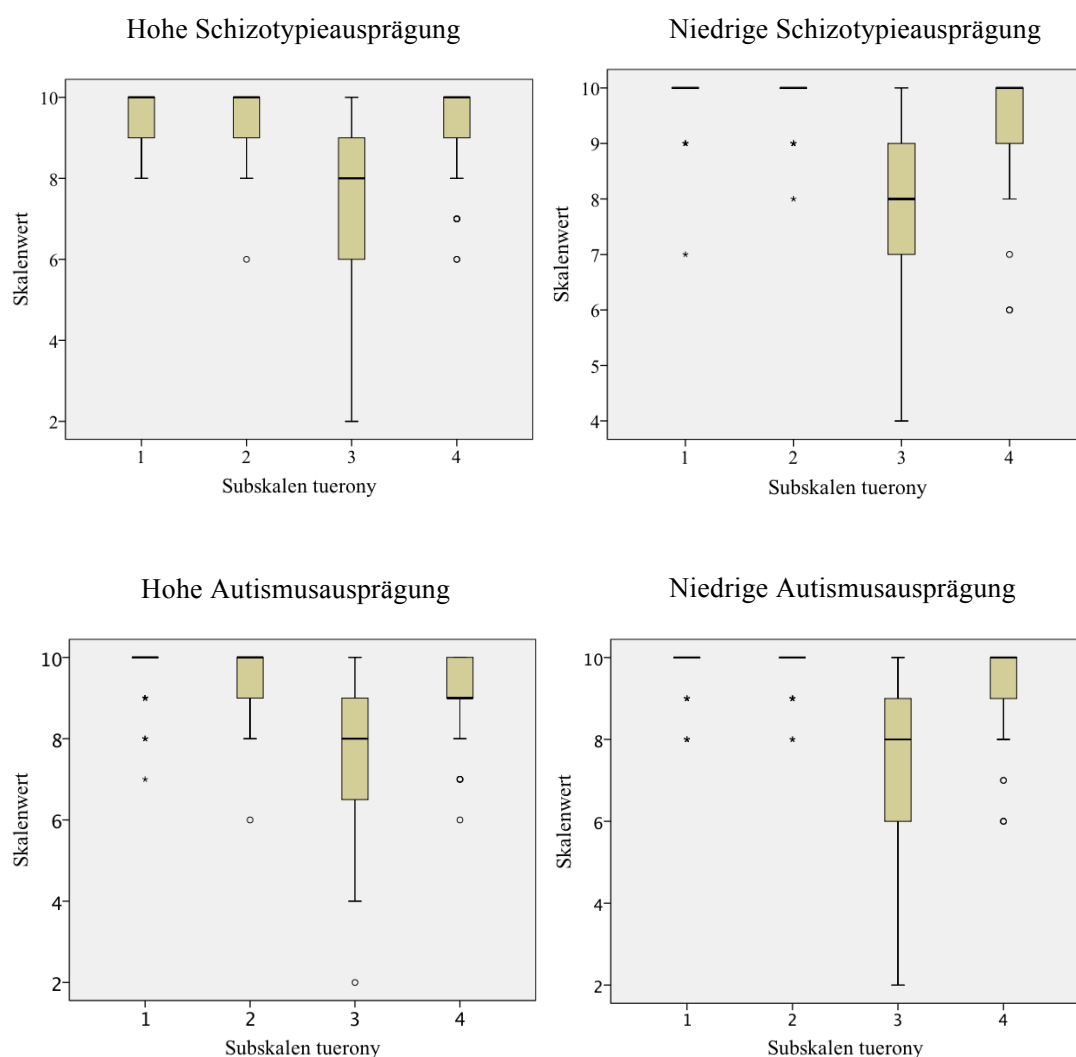 Hohe Schizotypieausprägung
Niedrige Schizotypieausprägung
10
8
6
4
2
Skalenwert
1 2 3 4
Subskalen tuerony
10
9
8
7
6
5
4
Skalenwert
1 2 3 4
Subskalen tuerony
Hohe Autismusausprägung
Niedrige Autismusausprägung
10
8
6
4
2
Skalenwert
1 2 3 4
Subskalen tuerony
10
8
6
4
2
Skalenwert
1 2 3 4
Subskalen tuerony